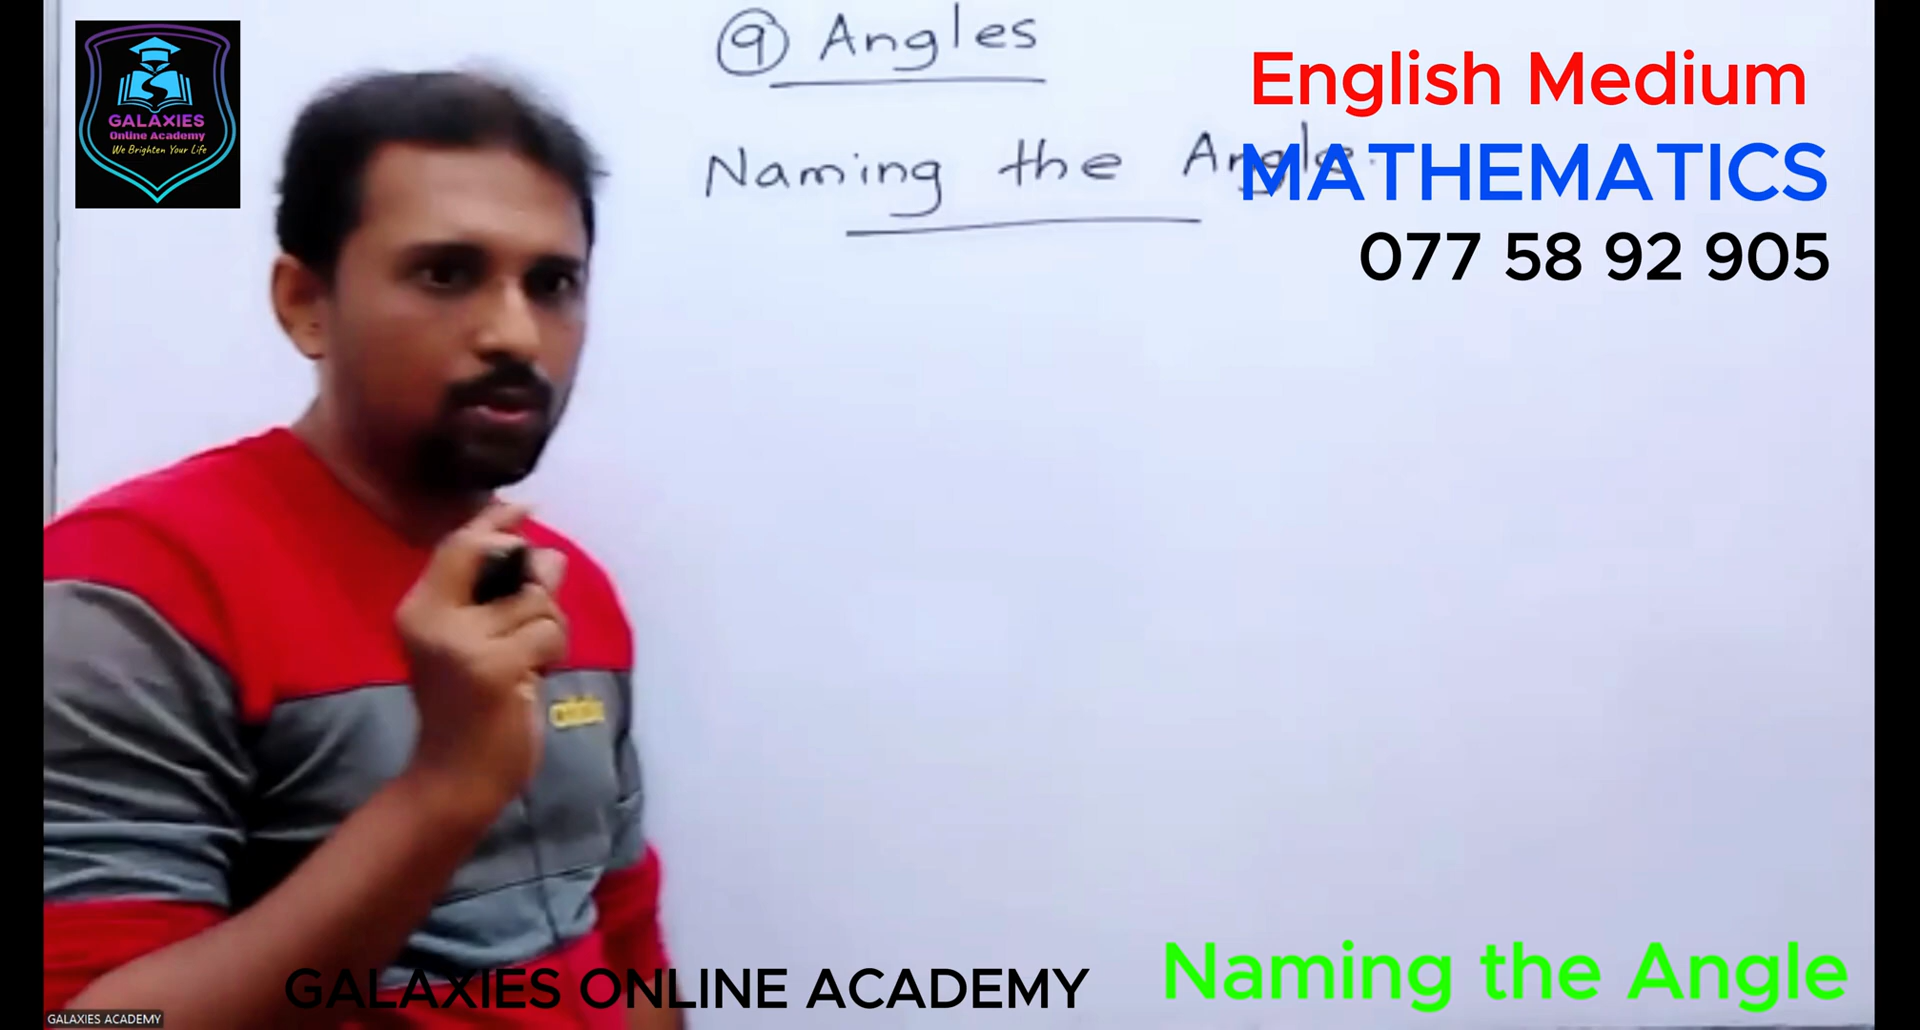 GALAXIES
Online Academy
We Brighten Your Life
9 Angles
Naming the Angle.
English Medium
MATHEMATICS
077 58 92 905
GALAXIES ONLINE ACADEMY
Naming the Angle
GALAXIES ACADEMY